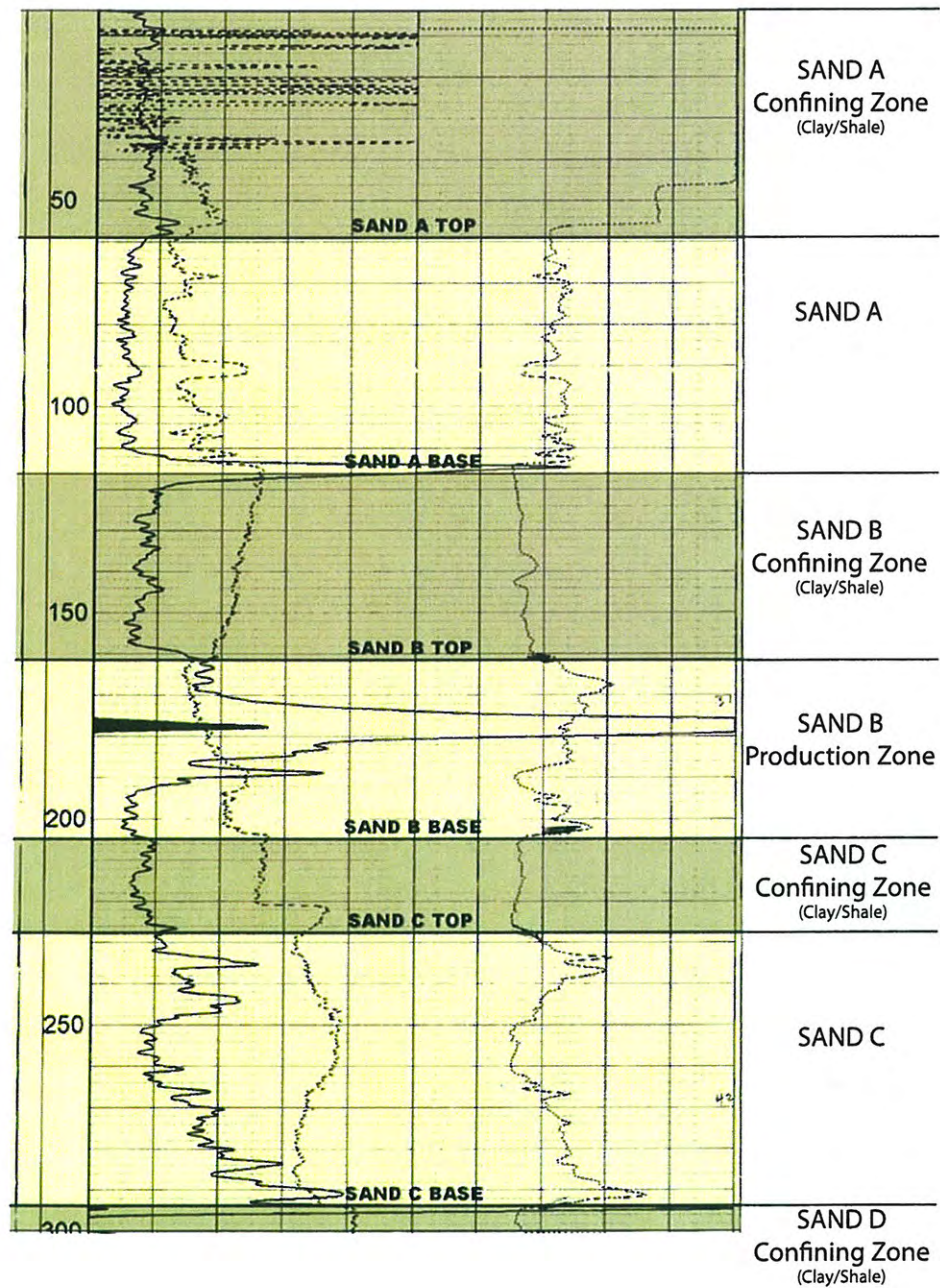 SAND A
Confining Zone
(Clay/Shale)
50
SAND A TOP
SAND A
100
SAND A BASE
SAND B
Confining Zone
(Clay/Shale)
150
SAND B TOP
37
SAND B
Production Zone
200
SAND B BASE
SAND C
Confining Zone
(Clay/Shale)
SAND C TOP
250
SAND C
42
SAND C BASE
300
SAND D
Confining Zone
(Clay/Shale)